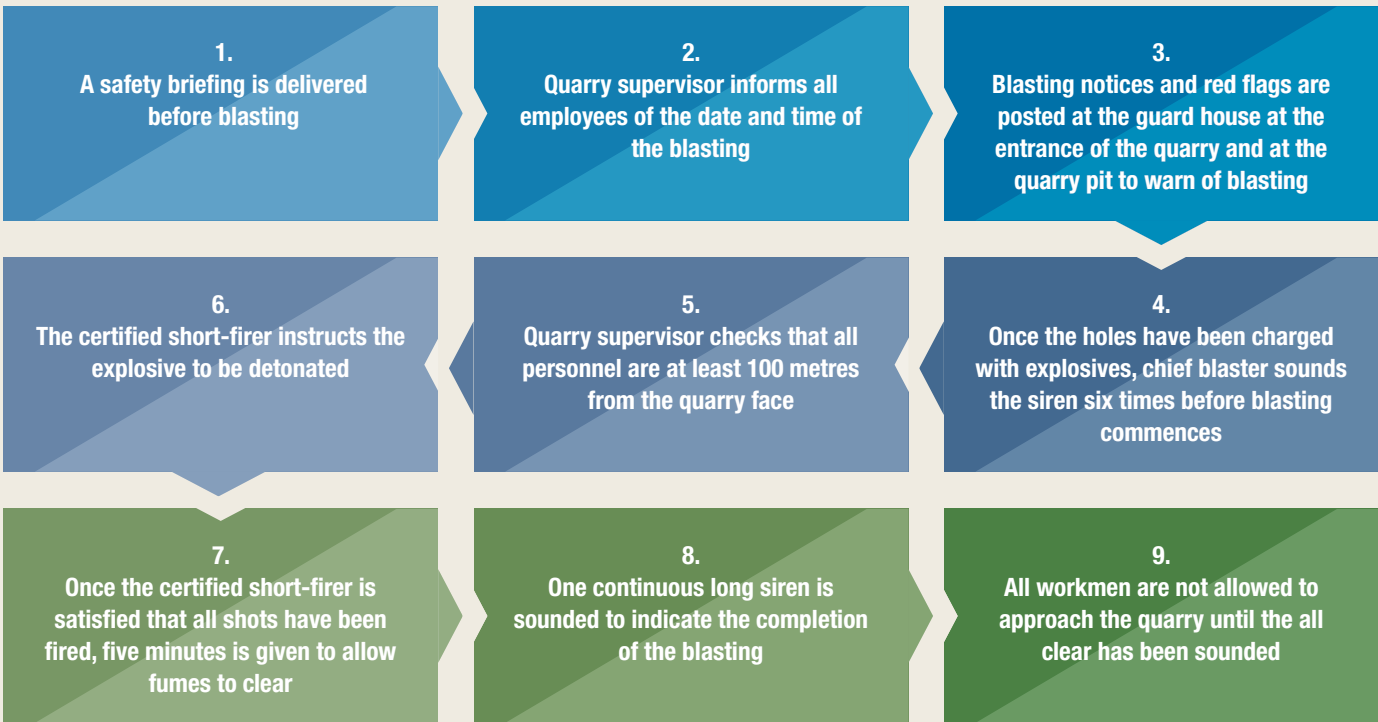 1.
A safety briefing is delivered
before blasting
2.
Quarry supervisor informs all
employees of the date and time of
the blasting
3.
Blasting notices and red flags are
posted at the guard house at the
entrance of the quarry and at the
quarry pit to warn of blasting
4.
Once the holes have been charged
with explosives, chief blaster sounds
the siren six times before blasting
commences
5.
Quarry supervisor checks that all
personnel are at least 100 metres
from the quarry face
6.
The certified short-firer instructs the
explosive to be detonated
7.
Once the certified short-firer is
satisfied that all shots have been
fired, five minutes is given to allow
fumes to clear
8.
One continuous long siren is
sounded to indicate the completion
of the blasting
9.
All workmen are not allowed to
approach the quarry until the all
clear has been sounded